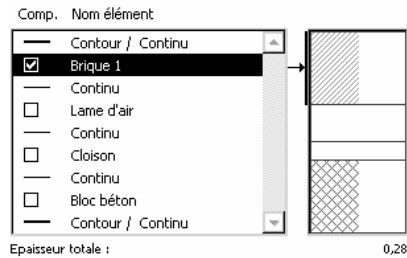 Comp. Nom élément
Contour / Continu
Brique 1
Continu
Lame d'air
Continu
Cloison
Continu
Bloc béton
Contour / Continu
Epaisseur totale : 0,28